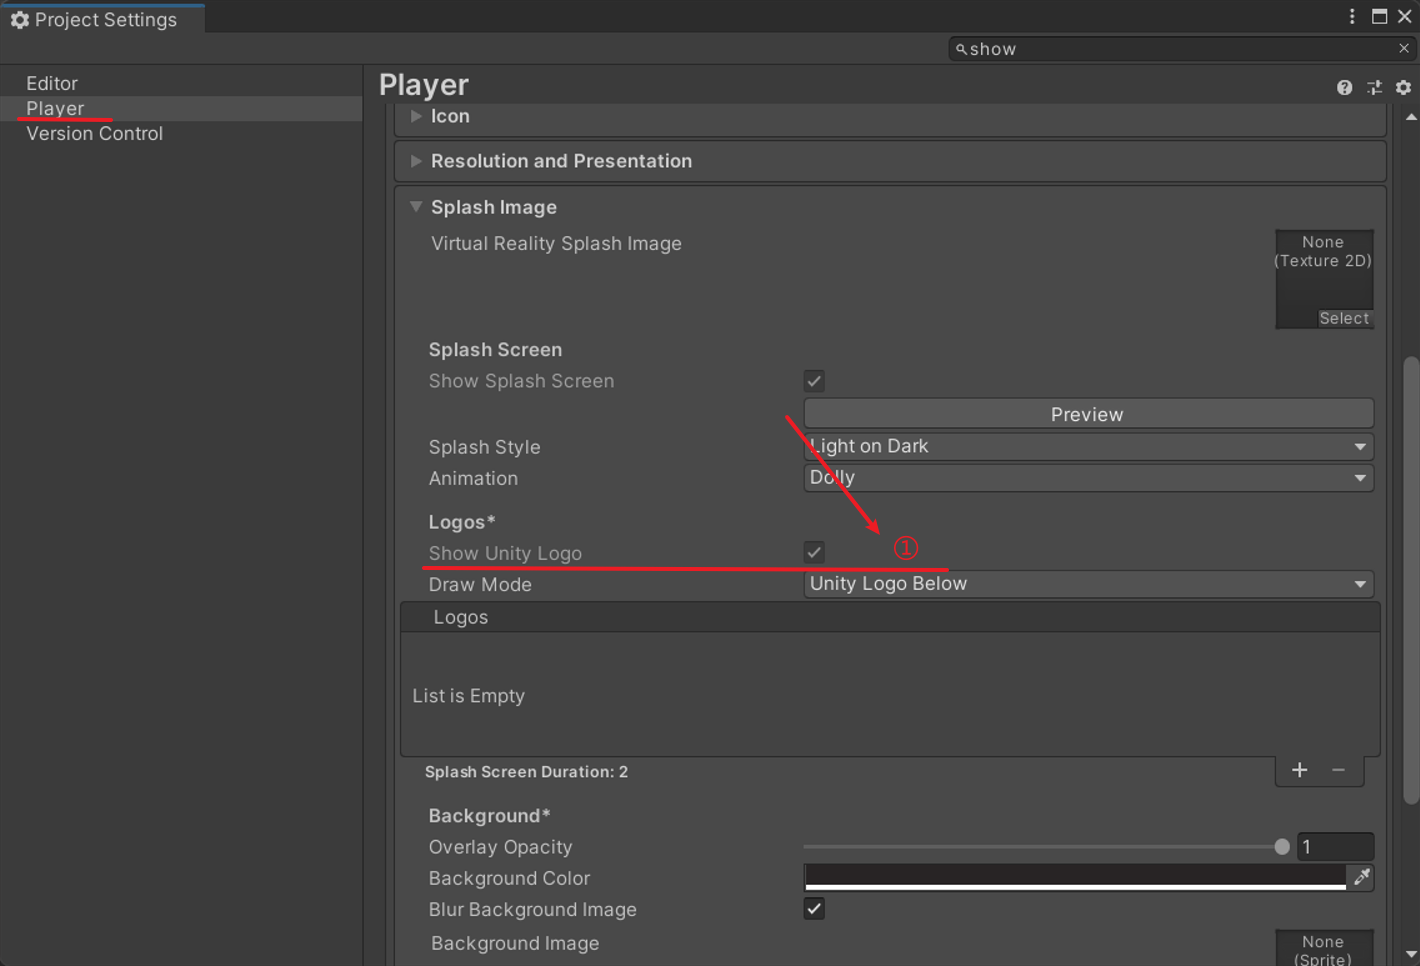 Project Settings
show
Editor
Player
Version Control
Player
Icon
Resolution and Presentation
Splash Image
Virtual Reality Splash Image
None
(Texture 2D)
Select
Splash Screen
Show Splash Screen
Preview
Splash Style
Light on Dark
Animation
Dolly
Logos*
Show Unity Logo
①
Draw Mode
Unity Logo Below
Logos
List is Empty
Splash Screen Duration: 2
Background*
Overlay Opacity
1
Background Color
Blur Background Image
Background Image
None
(Sprite)